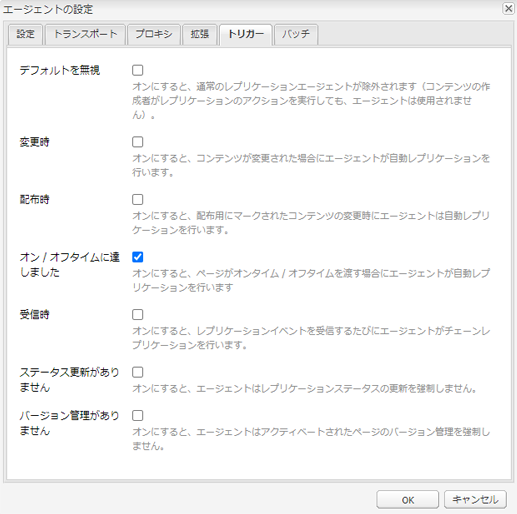 エージェントの設定
設定 トランスポート プロキシ 拡張 トリガー バッチ
デフォルトを無視
オンにすると、通常のレプリケーションエージェントが除外されます（コンテンツの作
成者がレプリケーションのアクションを実行しても、エージェントは使用されませ
ん）。
変更時
オンにすると、コンテンツが変更された場合にエージェントが自動レプリケーションを
行います。
配布時
オンにすると、配布用にマークされたコンテンツの変更時にエージェントは自動レプリ
ケーションを行います。
オン / オフタイムに達
しました
オンにすると、ページがオンタイム / オフタイムを渡す場合にエージェントが自動レプ
リケーションを行います
受信時
オンにすると、レプリケーションイベントを受信するたびにエージェントがチェーンレ
プリケーションを行います。
ステータス更新があり
ません
オンにすると、エージェントはレプリケーションステータスの更新を強制しません。
バージョン管理があり
ません
オンにすると、エージェントはアクティベートされたページのバージョン管理を強制し
ません。
OK キャンセル